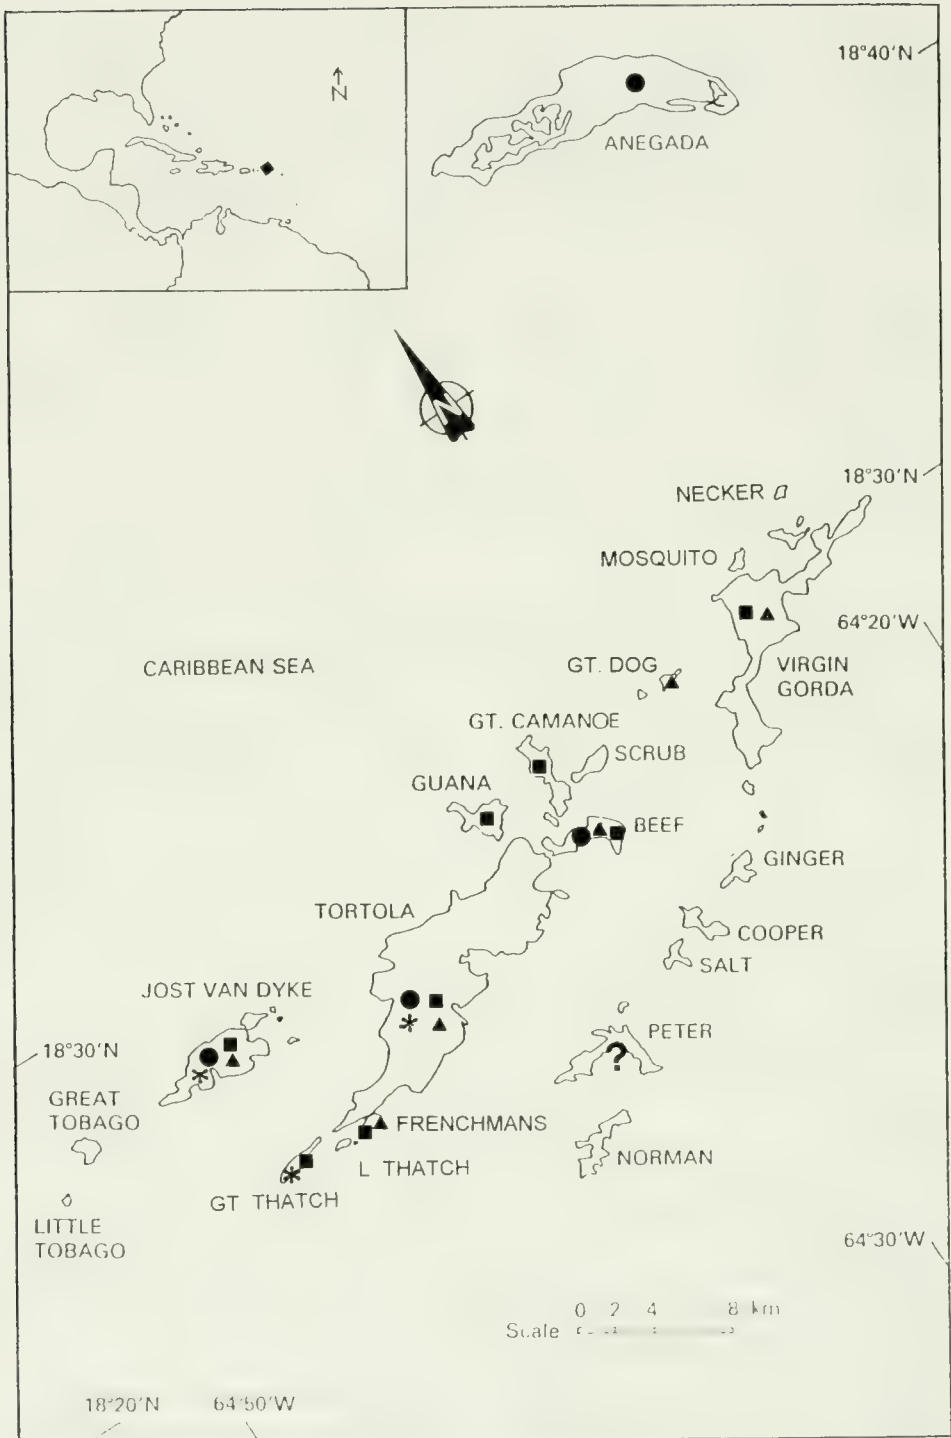 N
18°40'N
ANEGADA
N
18°30'N
NECKER
MOSQUITO
64°20'W
CARIBBEAN SEA
GT. DOG
VIRGIN
GORDA
GT. CAMANOE
SCRUB
GUANA
BEEF
GINGER
TORTOLA
COOPER
SALT
JOST VAN DYKE
PETER
?
18°30'N
GREAT
TOBAGO
FRENCHMANS
L THATCH
NORMAN
GT THATCH
LITTLE
TOBAGO
64°30'W
0 2 4 8 km
Scale
18°20'N 64°50'W